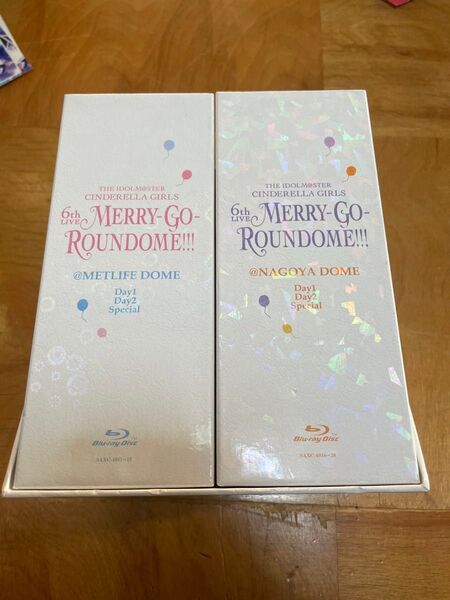 THE IDOLM@STER
CINDERELLA GIRLS
6th
LIVE
MERRY-GO-
ROUNDOME!!!
@METLIFE DOME
Day1
Day2
Special
Blu-ray Disc
THE IDOLM@STER
CINDERELLA GIRLS
6th
LIVE
MERRY-GO-
ROUNDOME!!!
@NAGOYA DOME
Day1
Day2
Special
Blu-ray Disc